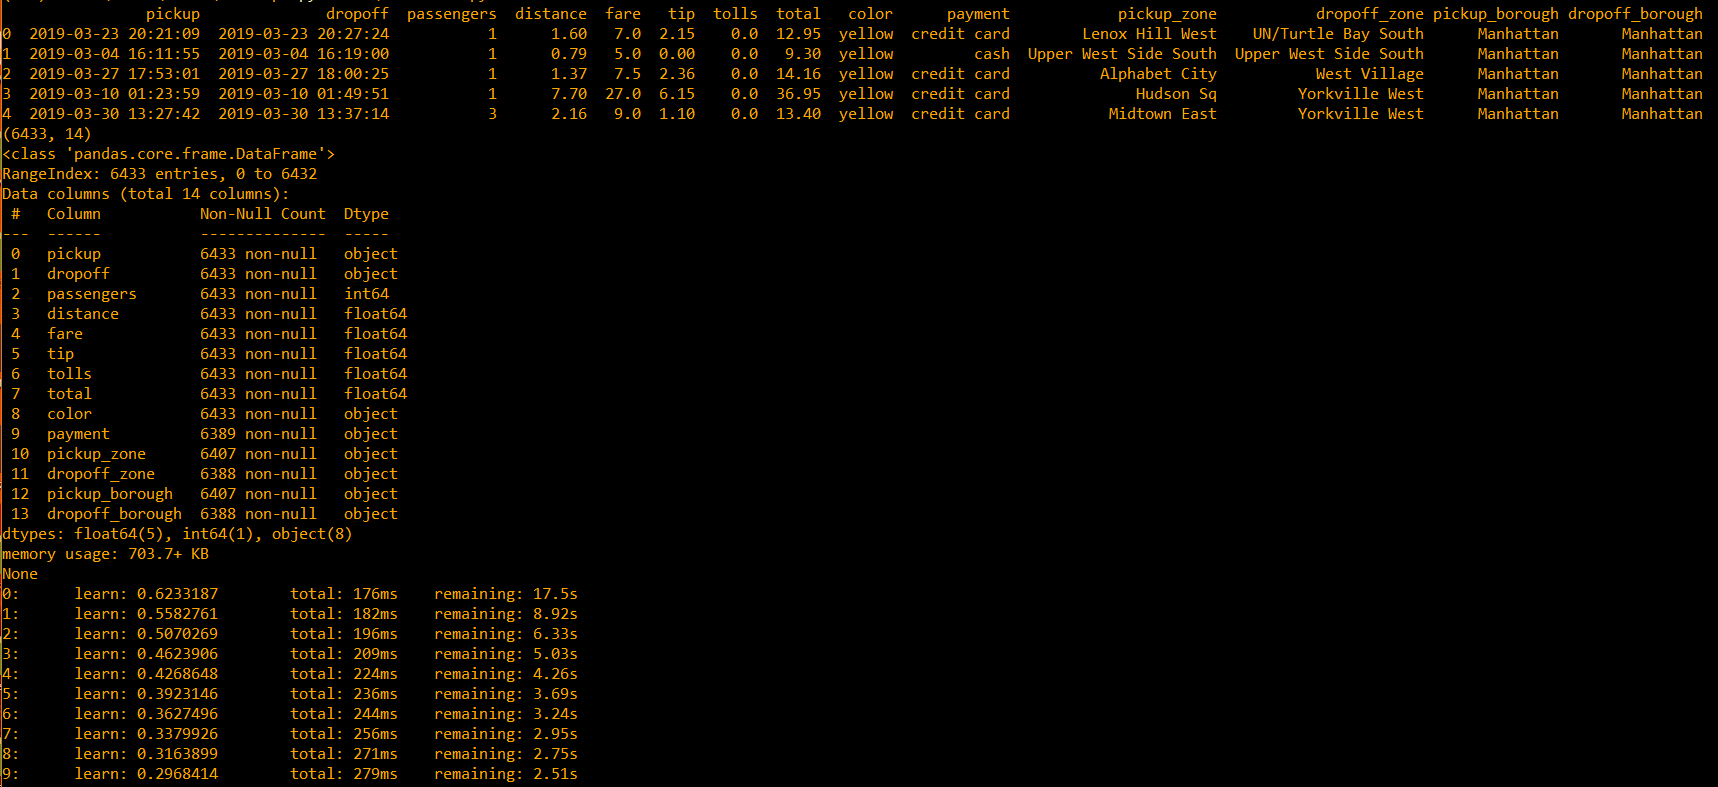 pickup dropoff passengers distance fare tip tolls total color payment pickup_zone dropoff_zone pickup_borough dropoff_borough
0 2019-03-23 20:21:09 2019-03-23 20:27:24 1 1.60 7.0 2.15 0.0 12.95 yellow credit card Lenox Hill West UN/Turtle Bay South Manhattan Manhattan
1 2019-03-04 16:11:55 2019-03-04 16:19:00 1 0.79 5.0 0.00 0.0 9.30 yellow cash Upper West Side South Upper West Side South Manhattan Manhattan
2 2019-03-27 17:53:01 2019-03-27 18:00:25 1 1.37 7.5 2.36 0.0 14.16 yellow credit card Alphabet City West Village Manhattan Manhattan
3 2019-03-10 01:23:59 2019-03-10 01:49:51 1 7.70 27.0 6.15 0.0 36.95 yellow credit card Hudson Sq Yorkville West Manhattan Manhattan
4 2019-03-30 13:27:42 2019-03-30 13:37:14 3 2.16 9.0 1.10 0.0 13.40 yellow credit card Midtown East Yorkville West Manhattan Manhattan
(6433, 14)
<class 'pandas.core.frame.DataFrame'>
RangeIndex: 6433 entries, 0 to 6432
Data columns (total 14 columns):
# Column Non-Null Count Dtype
--- ------ -------------- -----
0 pickup 6433 non-null object
1 dropoff 6433 non-null object
2 passengers 6433 non-null int64
3 distance 6433 non-null float64
4 fare 6433 non-null float64
5 tip 6433 non-null float64
6 tolls 6433 non-null float64
7 total 6433 non-null float64
8 color 6433 non-null object
9 payment 6389 non-null object
10 pickup_zone 6407 non-null object
11 dropoff_zone 6388 non-null object
12 pickup_borough 6407 non-null object
13 dropoff_borough 6388 non-null object
dtypes: float64(5), int64(1), object(8)
memory usage: 703.7+ KB
None
0: learn: 0.6233187 total: 176ms remaining: 17.5s
1: learn: 0.5582761 total: 182ms remaining: 8.92s
2: learn: 0.5070269 total: 196ms remaining: 6.33s
3: learn: 0.4623906 total: 209ms remaining: 5.03s
4: learn: 0.4268648 total: 224ms remaining: 4.26s
5: learn: 0.3923146 total: 236ms remaining: 3.69s
6: learn: 0.3627496 total: 244ms remaining: 3.24s
7: learn: 0.3379926 total: 256ms remaining: 2.95s
8: learn: 0.3163899 total: 271ms remaining: 2.75s
9: learn: 0.2968414 total: 279ms remaining: 2.51s